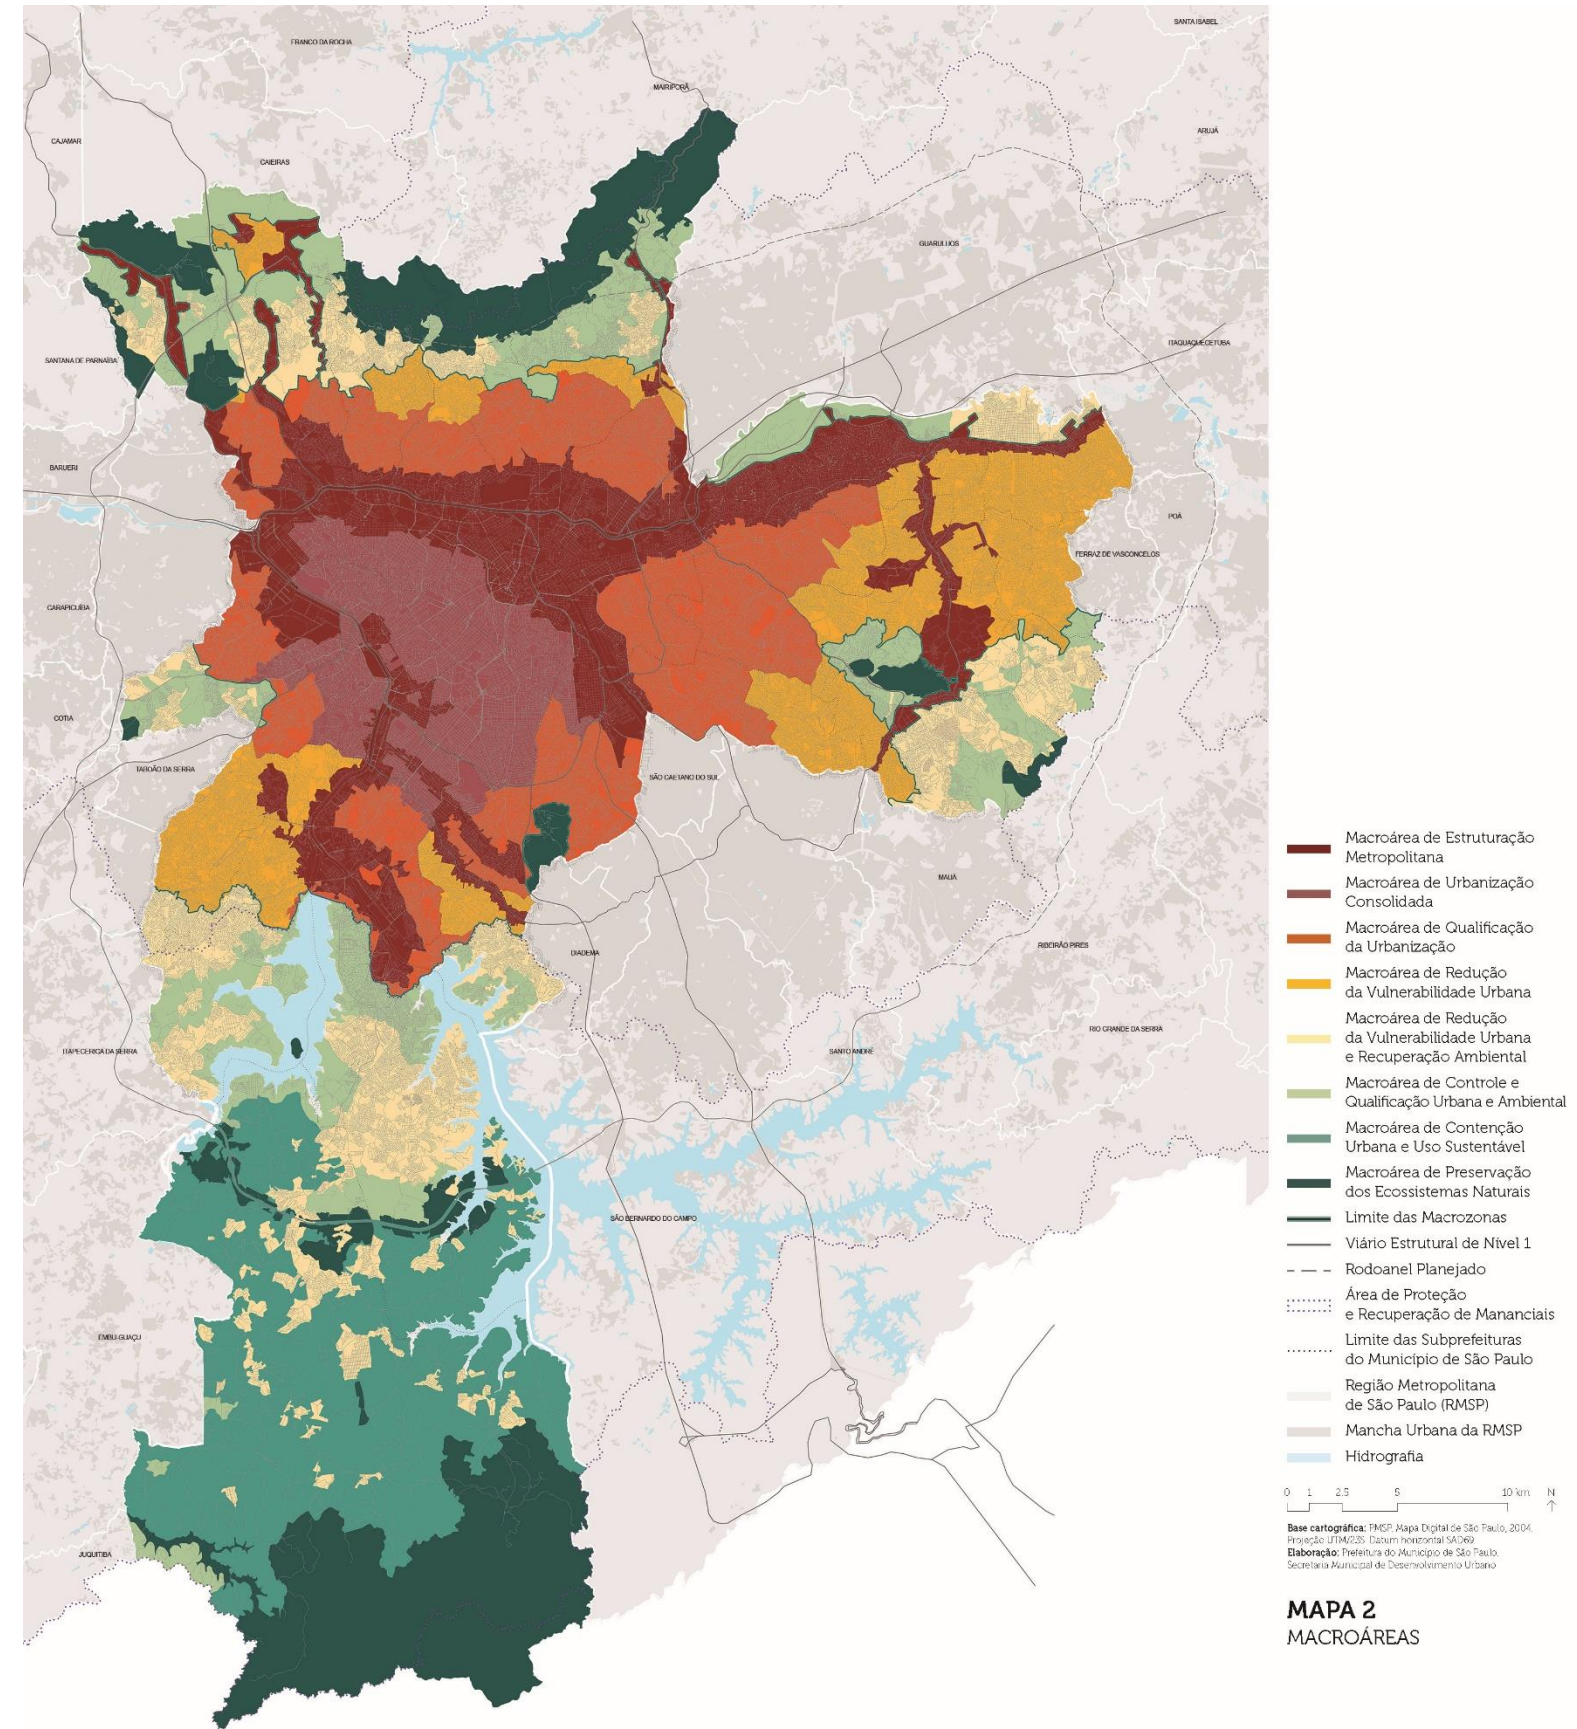 SANTA ISABEL
FRANCO DA ROCHA
MAIRIPORÃ
CAJAMAR
ARUJÁ
CAIEIRAS
GUARULHOS
ITAQUAQUECETUBA
SANTANA DE PARNAÍBA
BARUERI
POÁ
FERRAZ DE VASCONCELOS
CARAPICUÍBA
COTIA
TABOÃO DA SERRA
SÃO CAETANO DO SUL
MAUÁ
DIADEMA
RIBEIRÃO PIRES
RIO GRANDE DA SERRA
ITAPECERICA DA SERRA
SANTO ANDRÉ
SÃO BERNARDO DO CAMPO
EMBU-GUAÇU
JUQUITIBA
Macroárea de Estruturação
Metropolitana
Macroárea de Urbanização
Consolidada
Macroárea de Qualificação
da Urbanização
Macroárea de Redução
da Vulnerabilidade Urbana
Macroárea de Redução
da Vulnerabilidade Urbana
e Recuperação Ambiental
Macroárea de Controle e
Qualificação Urbana e Ambiental
Macroárea de Contenção
Urbana e Uso Sustentável
Macroárea de Preservação
dos Ecossistemas Naturais
Limite das Macrozonas
Viário Estrutural de Nível 1
Rodoanel Planejado
Área de Proteção
e Recuperação de Mananciais
Limite das Subprefeituras
do Município de São Paulo
Região Metropolitana
de São Paulo (RMSP)
Mancha Urbana da RMSP
Hidrografia
0 1 2.5 5 10 km N
Base cartográfica: PMSP. Mapa Digital de São Paulo, 2004.
Projeção UTM/23S. Datum horizontal SAD69
Elaboração: Prefeitura do Município de São Paulo.
Secretaria Municipal de Desenvolvimento Urbano
MAPA 2
MACROÁREAS